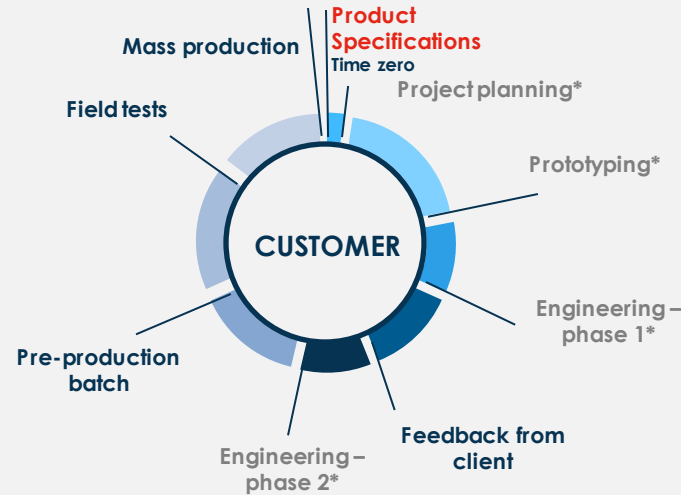 Product
Specifications
Time zero
Project planning*
Prototyping*
Engineering –
phase 1*
Feedback from
client
Engineering –
phase 2*
Pre-production
batch
Field tests
Mass production
CUSTOMER